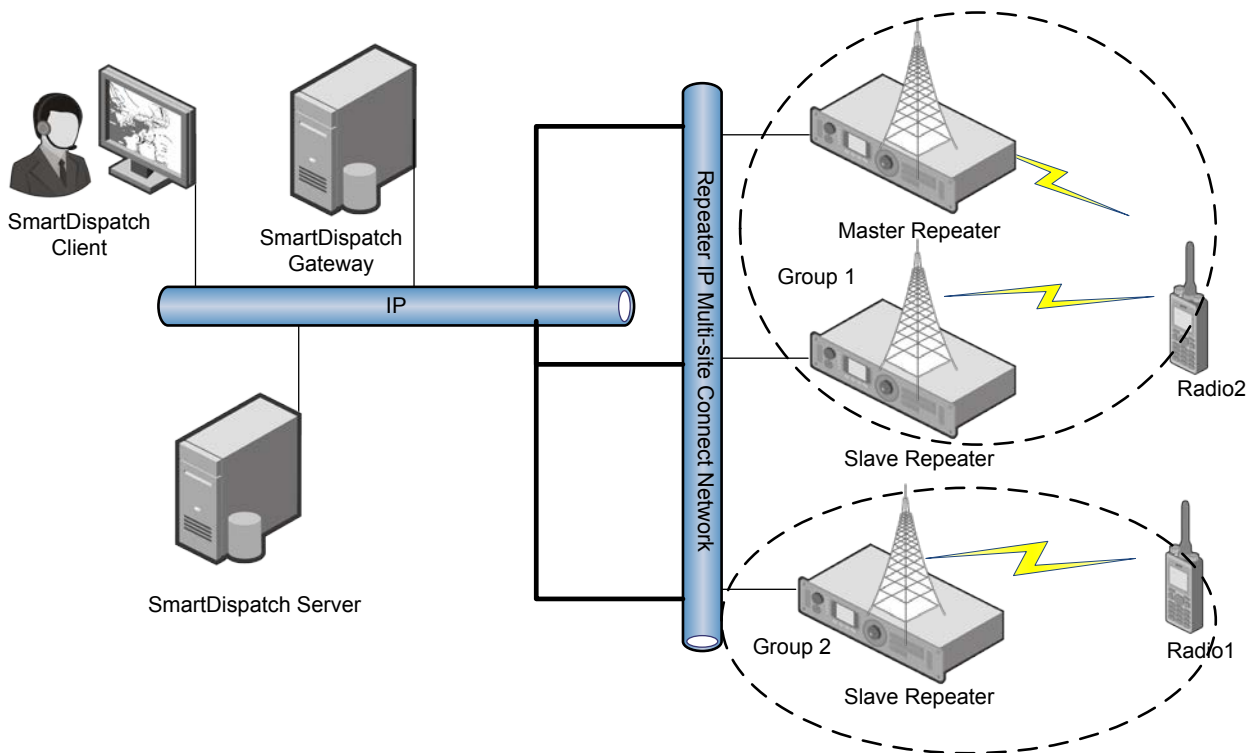 SmartDispatch
Client
SmartDispatch
Gateway
IP
SmartDispatch Server
Repeater IP Multi-site Connect Network
Master Repeater
Group 1
Slave Repeater
Radio2
Group 2
Slave Repeater
Radio1